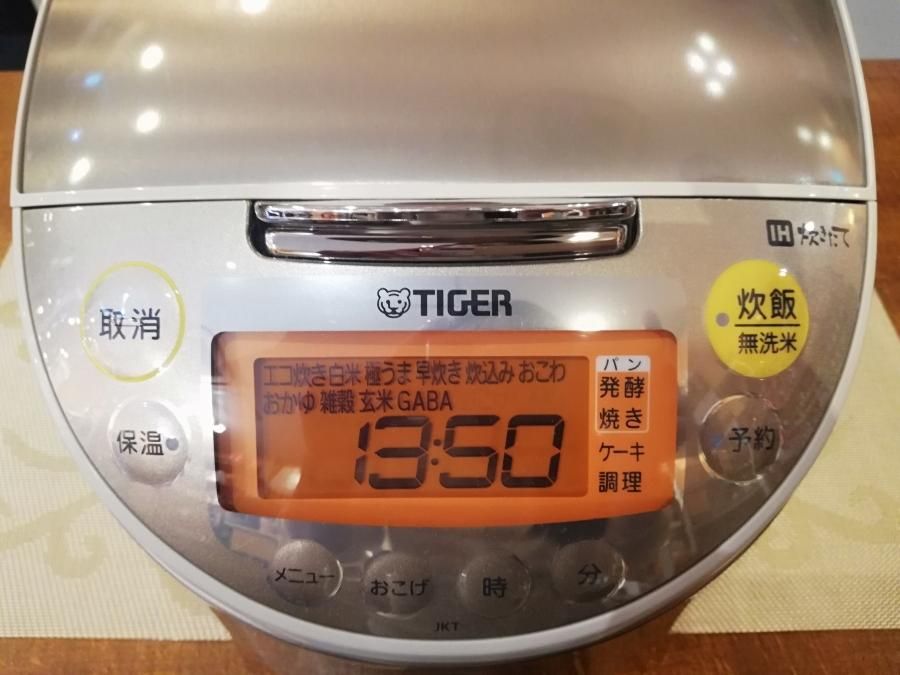 IH 炊きたて
TIGER
取消
炊飯
無洗米
エコ炊き 白米 極うま 早炊き 炊込み おこわ
おかゆ 雑穀 玄米 GABA
13:50
パン
発酵
焼き
ケーキ
調理
保温
予約
メニュー
おこげ
時
分
JKT